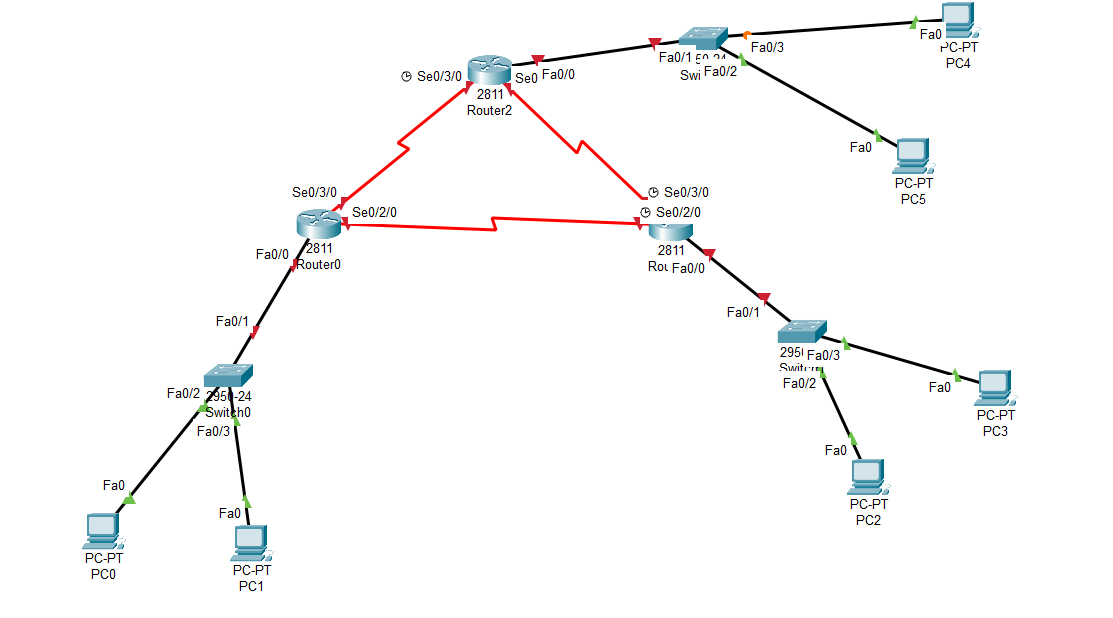 Fa0
PC-PT
PC4
Fa0/3
Fa0/1
Fa0/2
Se0/3/0
Se0
Fa0/0
2811
Router2
Fa0
PC-PT
PC5
Se0/3/0
Se0/2/0
2811
Router0
Fa0/0
Se0/3/0
Se0/2/0
2811
Fa0/0
Fa0/1
Fa0/1
Fa0/3
Fa0/2
Fa0
PC-PT
PC3
Fa0/2
2950-24
Switch0
Fa0/3
Fa0
PC-PT
PC2
Fa0
PC-PT
PC0
Fa0
PC-PT
PC1